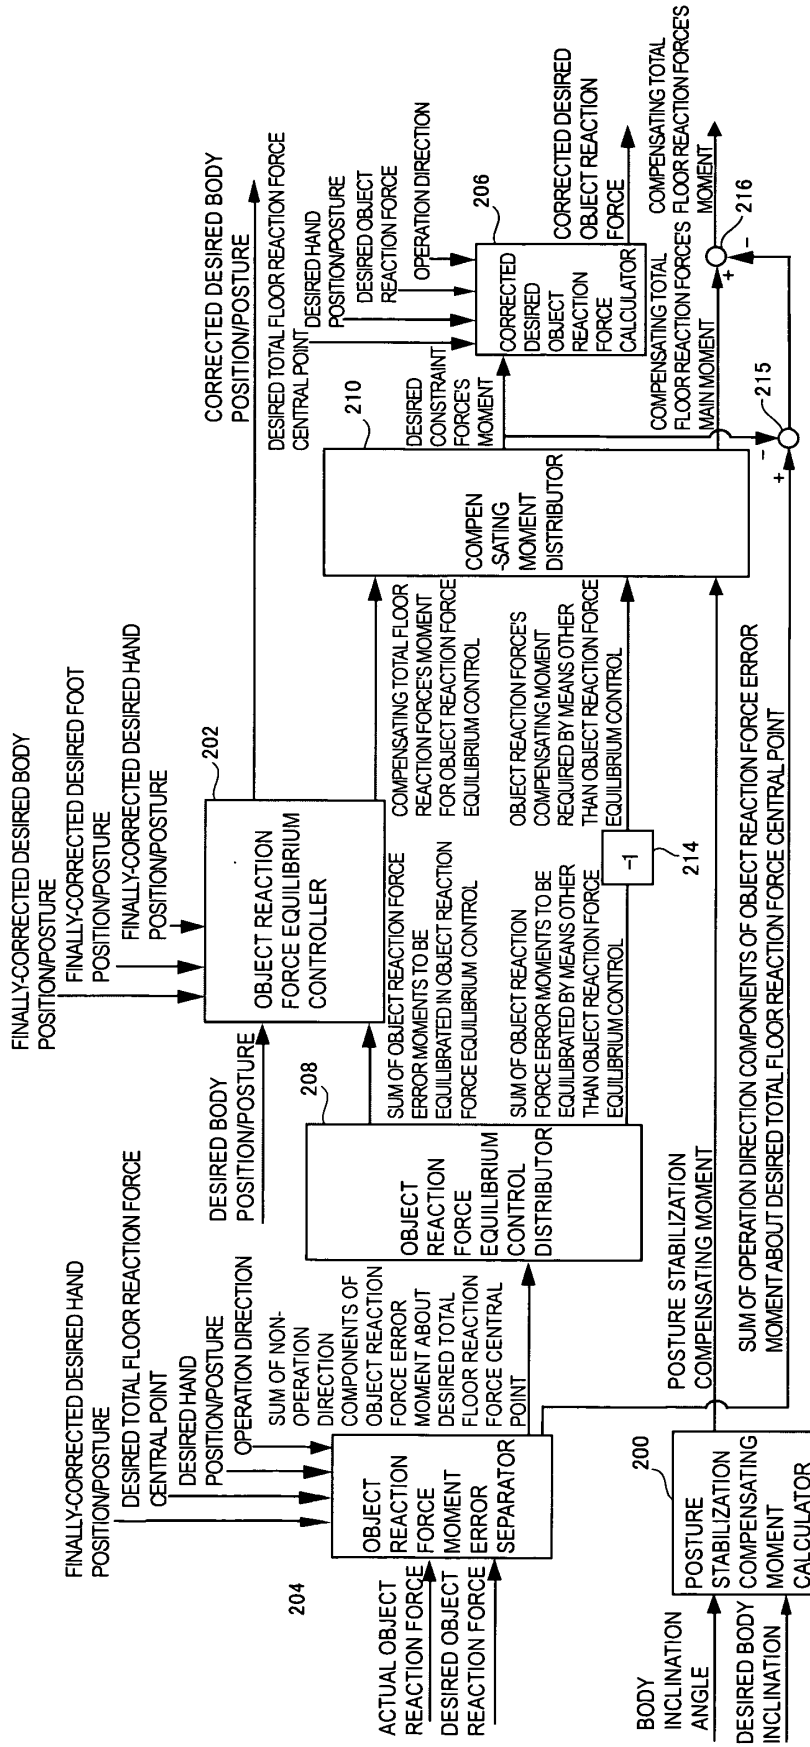 FINALLY-CORRECTED DESIRED HAND
POSITION/POSTURE
DESIRED TOTAL FLOOR REACTION FORCE
CENTRAL POINT
DESIRED HAND
POSITION/POSTURE
OPERATION DIRECTION
204
ACTUAL OBJECT
REACTION FORCE
DESIRED OBJECT
REACTION FORCE
OBJECT
REACTION
FORCE
MOMENT
ERROR
SEPARATOR
SUM OF NON-
OPERATION
DIRECTION
COMPONENTS OF
OBJECT REACTION
FORCE ERROR
MOMENT ABOUT
DESIRED TOTAL
FLOOR REACTION
FORCE CENTRAL
POINT
BODY
INCLINATION
ANGLE
DESIRED BODY
INCLINATION
200
POSTURE
STABILIZATION
COMPENSATING
MOMENT
CALCULATOR
208
OBJECT
REACTION
FORCE
EQUILIBRIUM
CONTROL
DISTRIBUTOR
POSTURE STABILIZATION
COMPENSATING MOMENT
SUM OF OPERATION DIRECTION COMPONENTS OF OBJECT REACTION FORCE ERROR
MOMENT ABOUT DESIRED TOTAL FLOOR REACTION FORCE CENTRAL POINT
FINALLY-CORRECTED DESIRED BODY
POSITION/POSTURE
FINALLY-CORRECTED DESIRED FOOT
POSITION/POSTURE
FINALLY-CORRECTED DESIRED HAND
POSITION/POSTURE
DESIRED BODY
POSITION/POSTURE
202
OBJECT REACTION
FORCE EQUILIBRIUM
CONTROLLER
SUM OF OBJECT REACTION FORCE
ERROR MOMENTS TO BE
EQUILIBRATED IN OBJECT REACTION
FORCE EQUILIBRIUM CONTROL
SUM OF OBJECT REACTION
FORCE ERROR MOMENTS TO BE
EQUILIBRATED BY MEANS OTHER
THAN OBJECT REACTION FORCE
EQUILIBRIUM CONTROL
-1
214
COMPENSATING TOTAL FLOOR
REACTION FORCE'S MOMENT
FOR OBJECT REACTION FORCE
EQUILIBRIUM CONTROL
OBJECT REACTION FORCE'S
COMPENSATING MOMENT
REQUIRED BY MEANS OTHER
THAN OBJECT REACTION FORCE
EQUILIBRIUM CONTROL
210
COMPEN
-SATING
MOMENT
DISTRIBUTOR
CORRECTED DESIRED BODY
POSITION/POSTURE
DESIRED TOTAL FLOOR REACTION FORCE
CENTRAL POINT
DESIRED HAND
POSITION/POSTURE
DESIRED OBJECT
REACTION FORCE
OPERATION DIRECTION
DESIRED
CONSTRAINT
FORCE'S
MOMENT
206
CORRECTED
DESIRED
OBJECT
REACTION
FORCE
CALCULATOR
CORRECTED DESIRED
OBJECT REACTION
FORCE
COMPENSATING TOTAL
FLOOR REACTION FORCE'S
MAIN MOMENT
COMPENSATING TOTAL
FLOOR REACTION FORCE'S
MOMENT
+
-
216
-
+
215